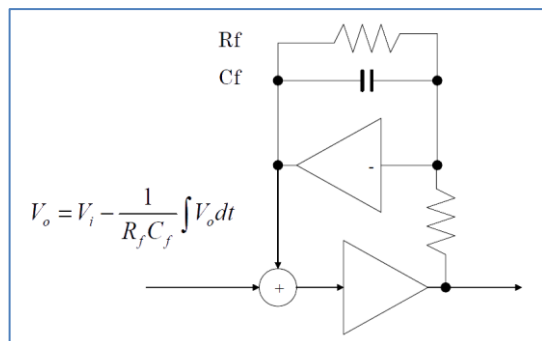 Rf
Cf
-
V_o = V_i - \frac{1}{R_f C_f} \int V_o dt
+